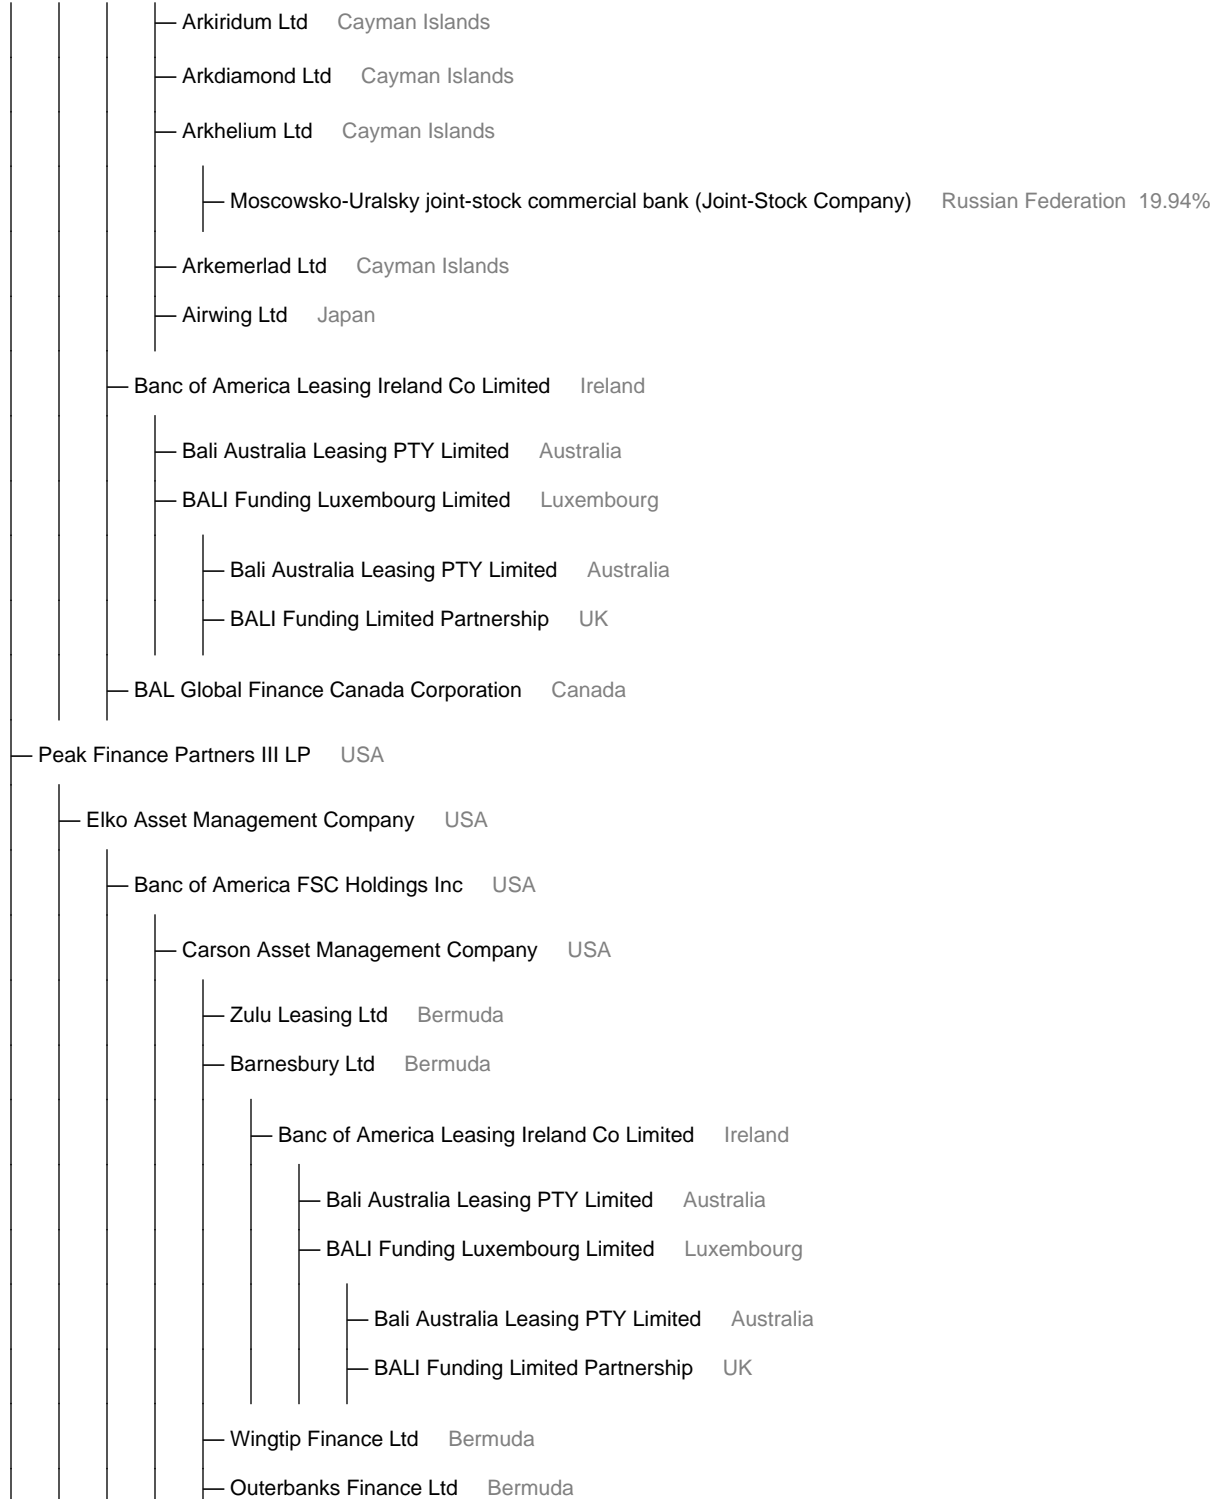 Arkiridum Ltd Cayman Islands
Arkdiamond Ltd Cayman Islands
Arkhelium Ltd Cayman Islands
Moscowsko-Uralsky joint-stock commercial bank (Joint-Stock Company) Russian Federation 19.94%
Arkemerlad Ltd Cayman Islands
Airwing Ltd Japan
Banc of America Leasing Ireland Co Limited Ireland
Bali Australia Leasing PTY Limited Australia
BALI Funding Luxembourg Limited Luxembourg
Bali Australia Leasing PTY Limited Australia
BALI Funding Limited Partnership UK
BAL Global Finance Canada Corporation Canada
Peak Finance Partners III LP USA
Elko Asset Management Company USA
Banc of America FSC Holdings Inc USA
Carson Asset Management Company USA
Zulu Leasing Ltd Bermuda
Barnesbury Ltd Bermuda
Banc of America Leasing Ireland Co Limited Ireland
Bali Australia Leasing PTY Limited Australia
BALI Funding Luxembourg Limited Luxembourg
Bali Australia Leasing PTY Limited Australia
BALI Funding Limited Partnership UK
Wingtip Finance Ltd Bermuda
Outerbanks Finance Ltd Bermuda